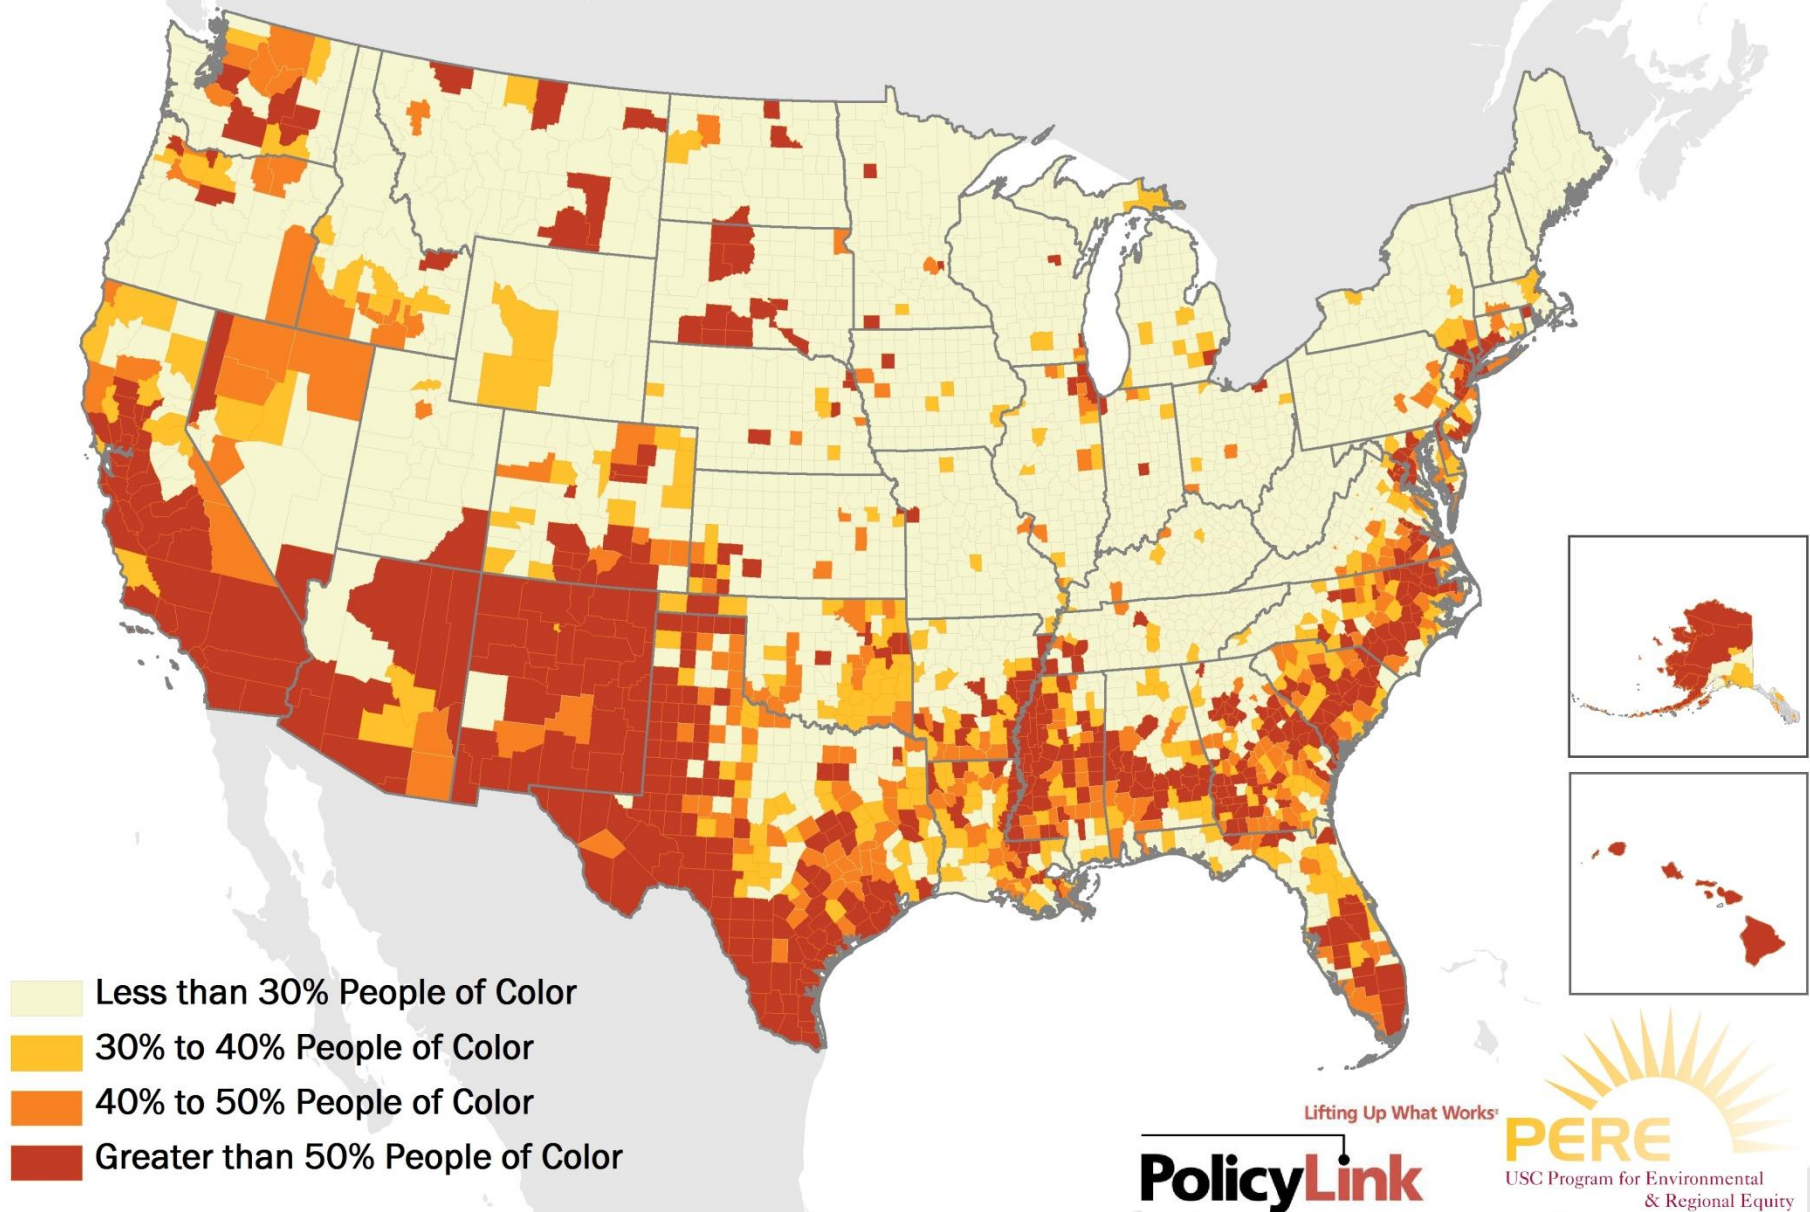 Less than 30% People of Color
30% to 40% People of Color
40% to 50% People of Color
Greater than 50% People of Color
Lifting Up What Works
PolicyLink
PERE
USC Program for Environmental
& Regional Equity